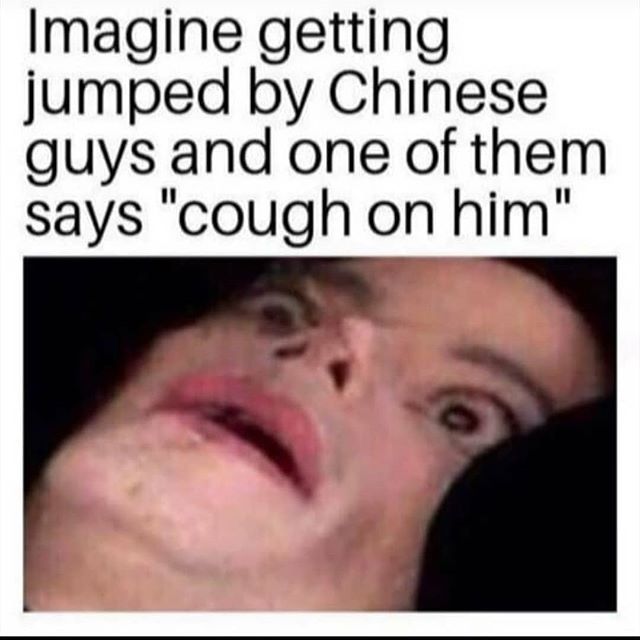 Imagine getting
jumped by Chinese
guys and one of them
says "cough on him"